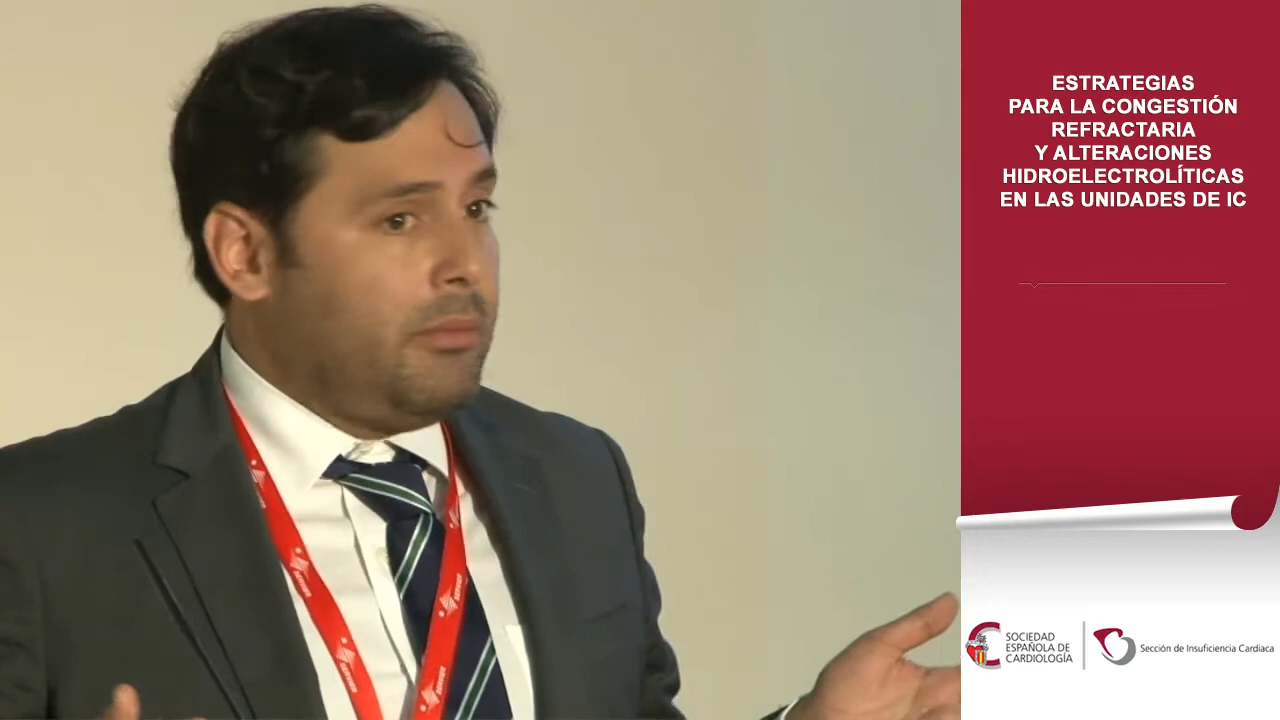 ESTRATEGIAS
PARA LA CONGESTIÓN
REFRACTARIA
Y ALTERACIONES
HIDROELECTROLÍTICAS
EN LAS UNIDADES DE IC
SOCIEDAD
ESPAÑOLA DE
CARDIOLOGÍA
Sección de Insuficiencia Cardiaca